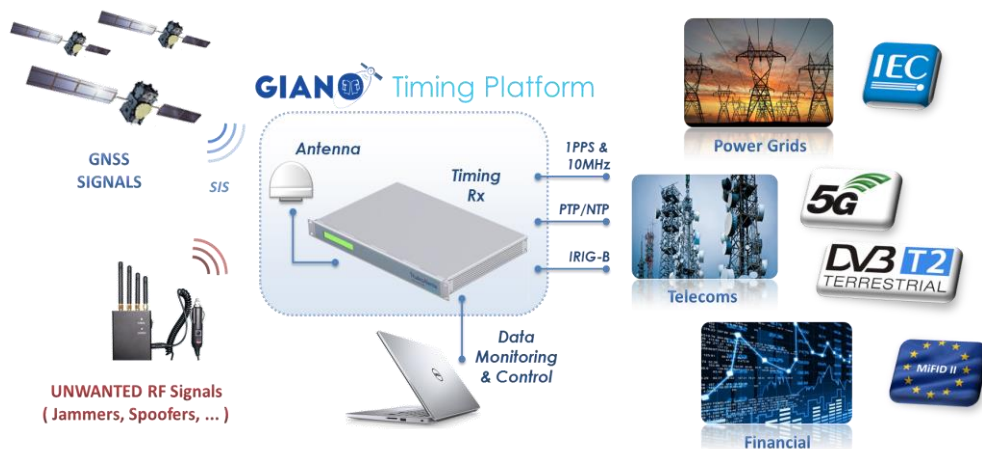 GIANO Timing Platform
GNSS
SIGNALS
SIS
Antenna
Timing
Rx
1PPS &
10MHz
PTP/NTP
IRIG-B
Data
Monitoring
& Control
UNWANTED RF Signals
( Jammers, Spoofers, ... )
Power Grids
IEC
Telecoms
5G
DVB T2
TERRESTRIAL
Financial
MiFID II